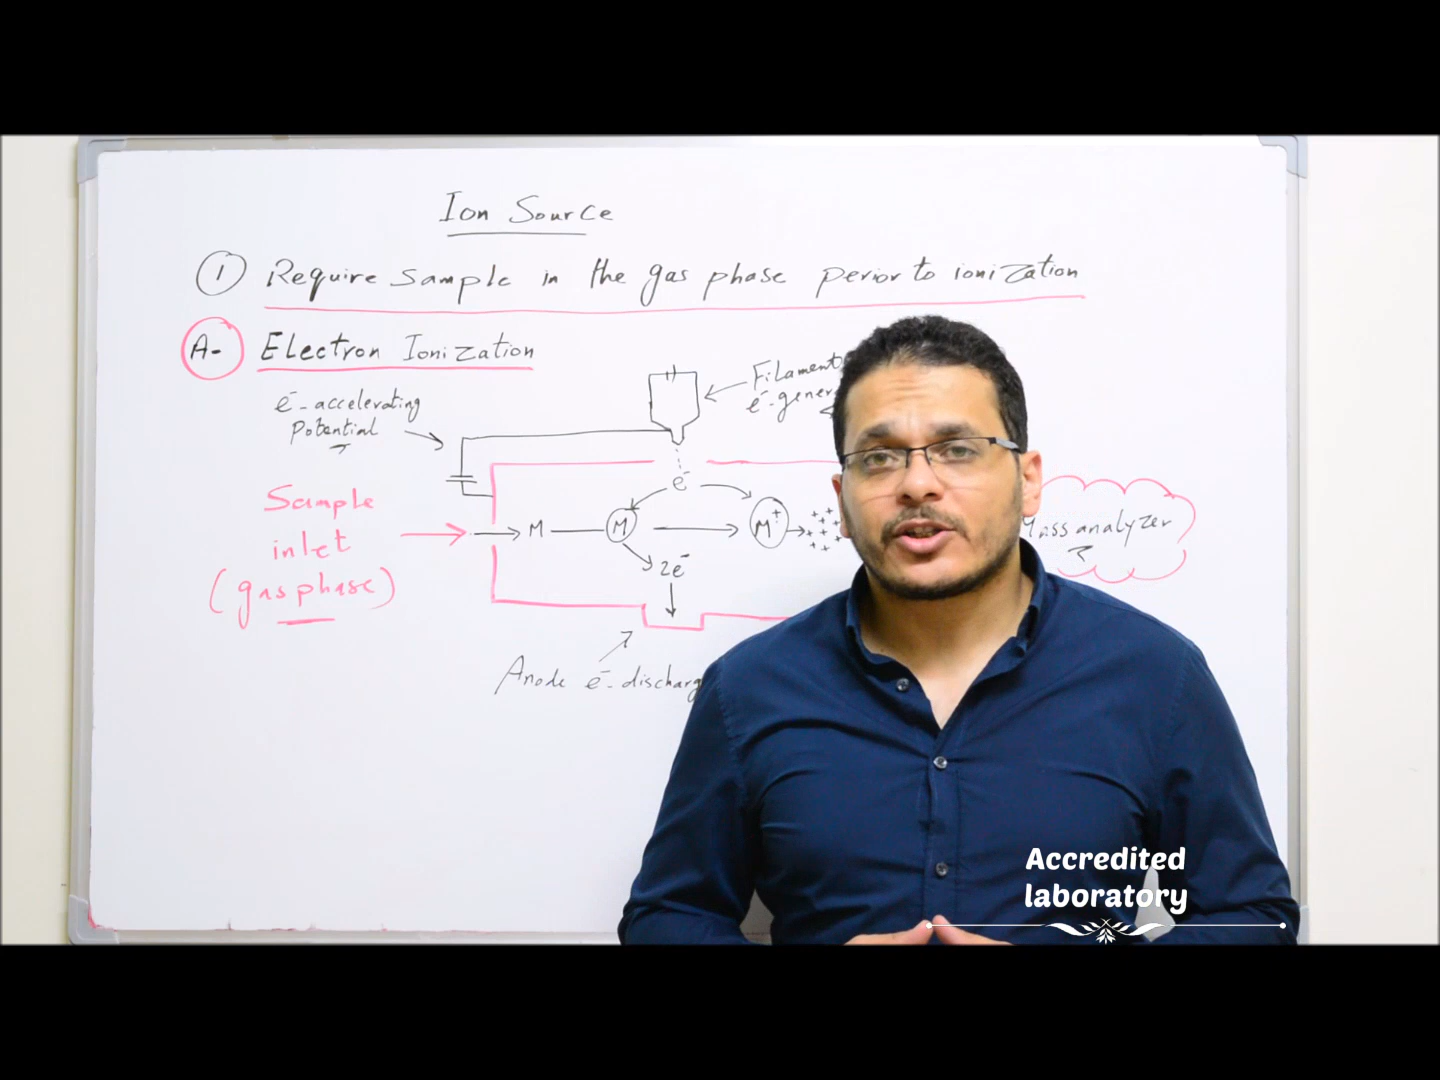 Ion Source
1 Require sample in the gas phase perior to ionization
A- Electron Ionization
e⁻-accelerating
Potential
Filament
e⁻-gener
e⁻
Sample
inlet
(gas phase)
M
M
M⁺
+ + + + + + + +
2e⁻
Mass analyzer
Anode e⁻-discharg
Accredited
laboratory